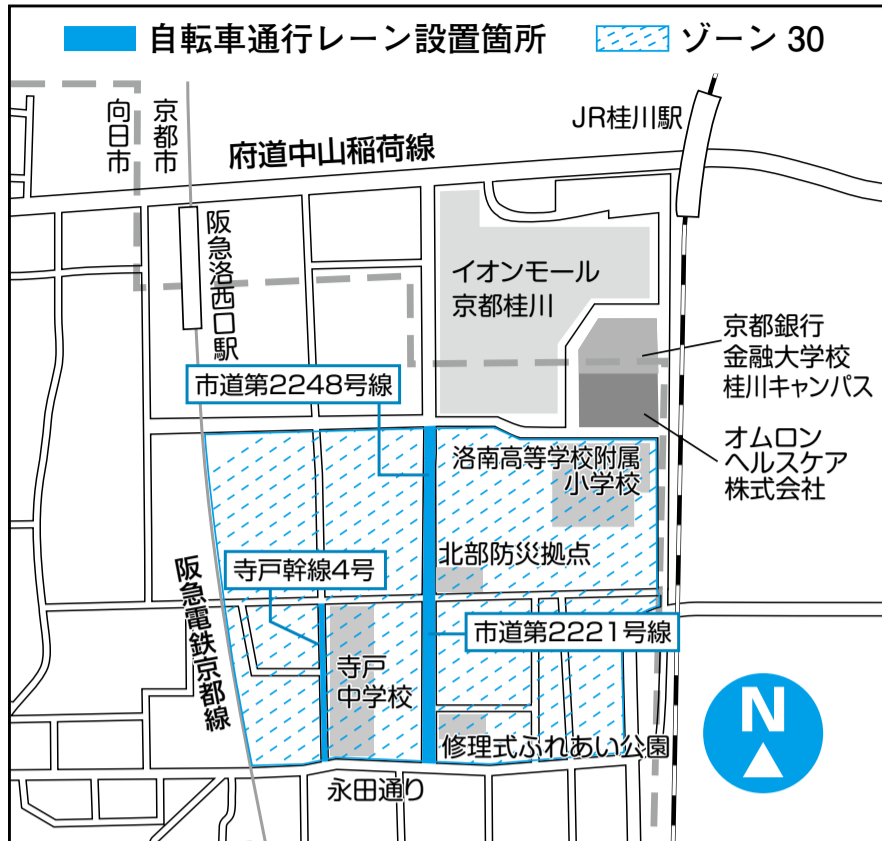 自転車通行レーン設置箇所
ゾーン 30
向日市
京都市
府道中山稲荷線
JR桂川駅
阪急洛西口駅
イオンモール
京都桂川
京都銀行
金融大学校
桂川キャンパス
市道第2248号線
オムロン
ヘルスケア
株式会社
洛南高等学校附属
小学校
北部防災拠点
寺戸幹線4号
阪急電鉄京都線
市道第2221号線
寺戸
中学校
修理式ふれあい公園
永田通り
N